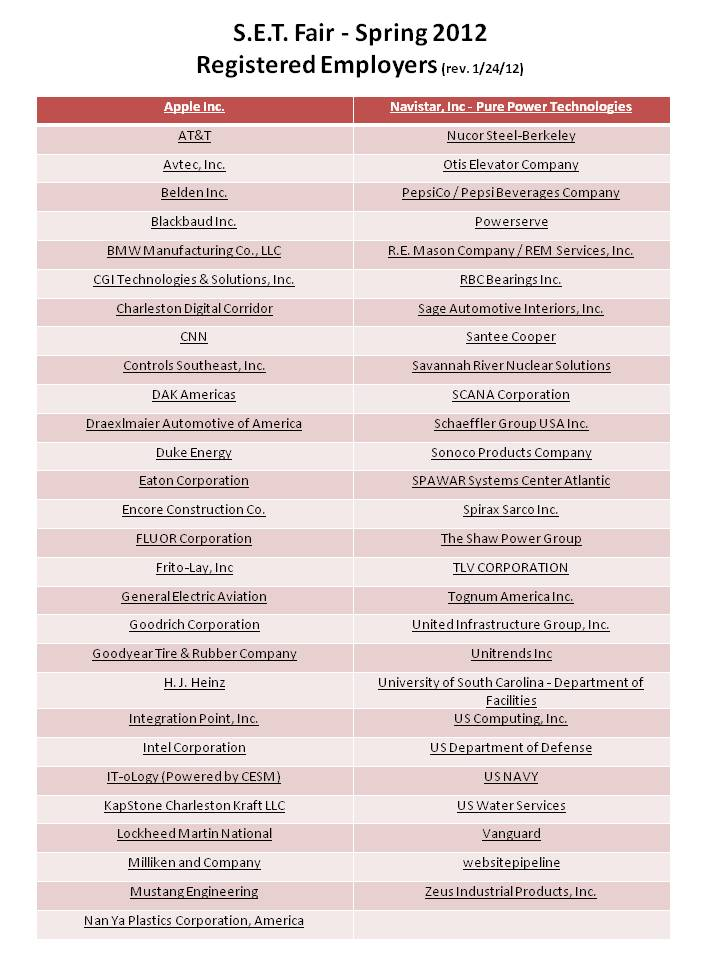 S.E.T. Fair - Spring 2012
Registered Employers (rev. 1/24/12)
Apple Inc. Navistar, Inc - Pure Power Technologies
AT&T Nucor Steel-Berkeley
Avtec, Inc. Otis Elevator Company
Belden Inc. PepsiCo / Pepsi Beverages Company
Blackbaud Inc. Powerserve
BMW Manufacturing Co., LLC R.E. Mason Company / REM Services, Inc.
CGI Technologies & Solutions, Inc. RBC Bearings Inc.
Charleston Digital Corridor Sage Automotive Interiors, Inc.
CNN Santee Cooper
Controls Southeast, Inc. Savannah River Nuclear Solutions
DAK Americas SCANA Corporation
Draexlmaier Automotive of America Schaeffler Group USA Inc.
Duke Energy Sonoco Products Company
Eaton Corporation SPAWAR Systems Center Atlantic
Encore Construction Co. Spirax Sarco Inc.
FLUOR Corporation The Shaw Power Group
Frito-Lay, Inc TLV CORPORATION
General Electric Aviation Tognum America Inc.
Goodrich Corporation United Infrastructure Group, Inc.
Goodyear Tire & Rubber Company Unitrends Inc
H. J. Heinz University of South Carolina - Department of
Facilities
Integration Point, Inc. US Computing, Inc.
Intel Corporation US Department of Defense
IT-oLogy (Powered by CESM) US NAVY
KapStone Charleston Kraft LLC US Water Services
Lockheed Martin National Vanguard
Milliken and Company websitepipeline
Mustang Engineering Zeus Industrial Products, Inc.
Nan Ya Plastics Corporation, America